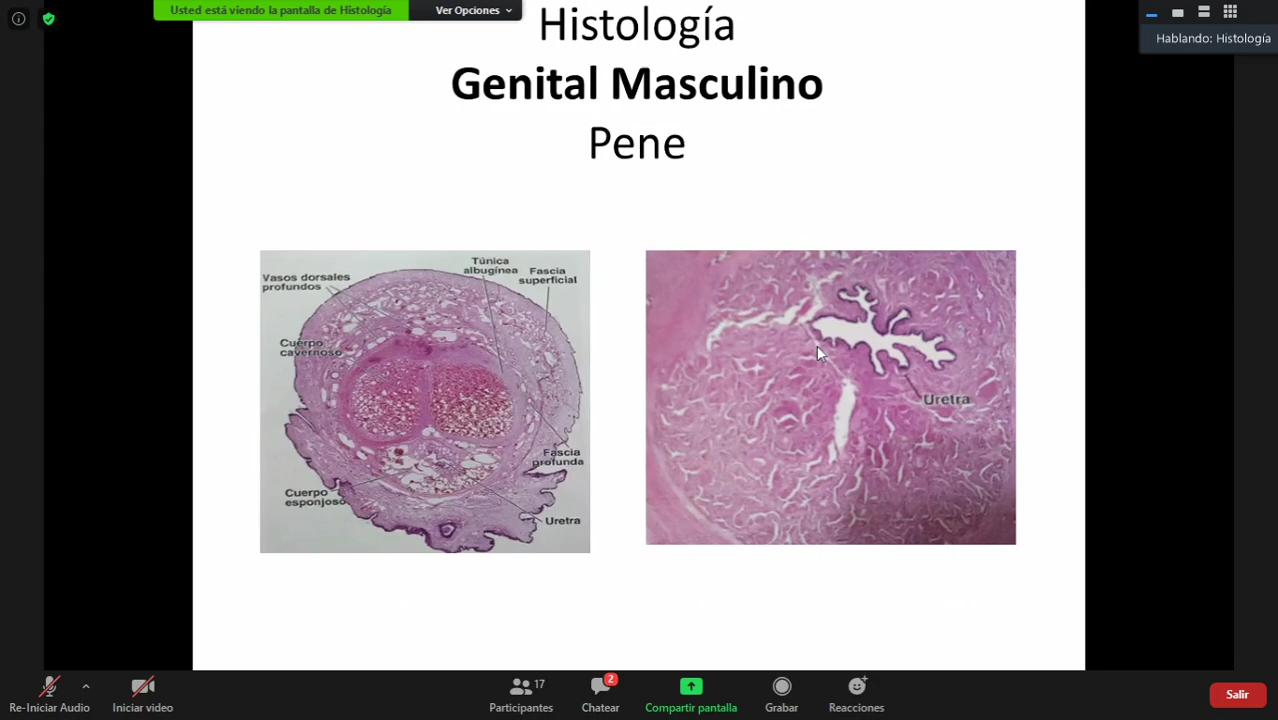 Usted está viendo la pantalla de Histología
Ver Opciones
Hablando: Histología
Histología
Genital Masculino
Pene
Vasos dorsales
profundos
Túnica
albugínea
Fascia
superficial
Cuerpo
cavernoso
Fascia
profunda
Cuerpo
esponjoso
Uretra
Uretra
Re-Iniciar Audio
Iniciar video
17
Participantes
2
Chatear
Compartir pantalla
Grabar
Reacciones
Salir